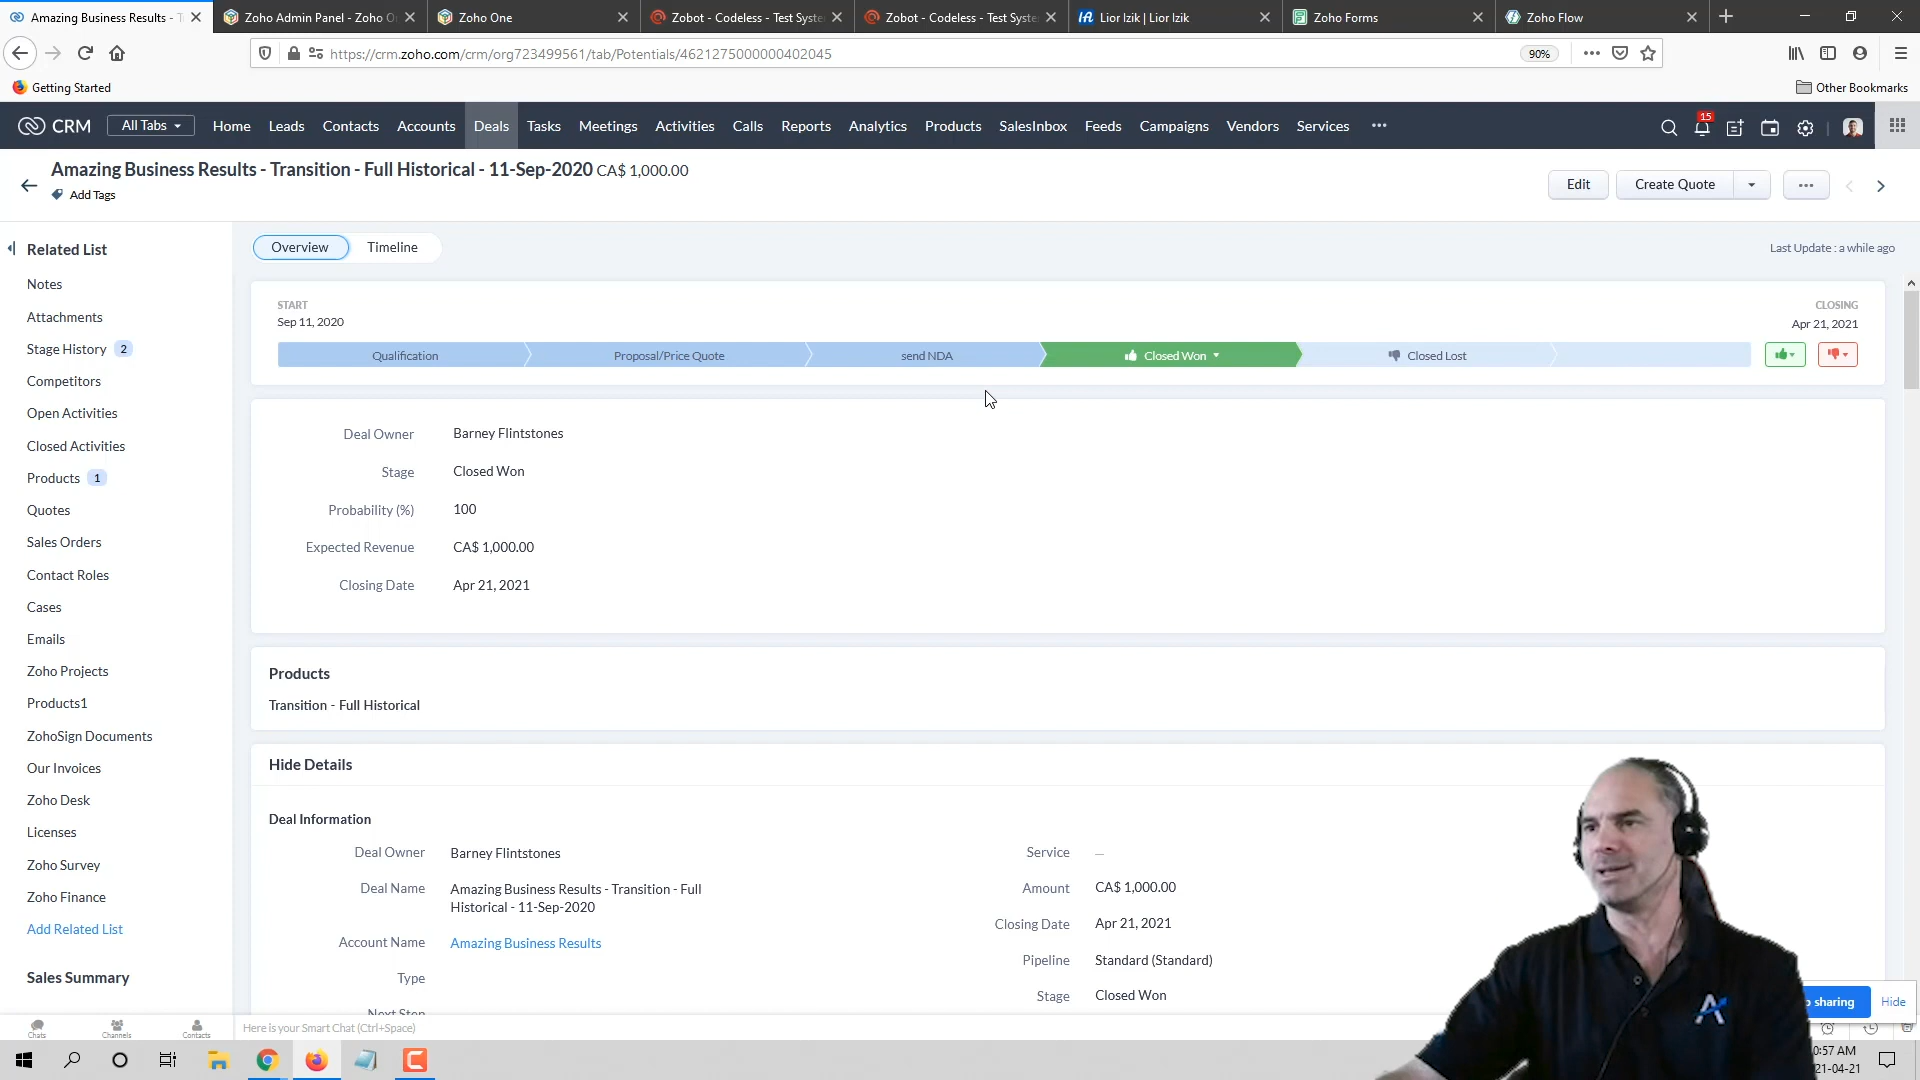 Amazing Business Results - T
Zoho Admin Panel - Zoho O
Zoho One
Zobot - Codeless - Test Syste
Zobot - Codeless - Test Syste
Lior Izik | Lior Izik
Zoho Forms
Zoho Flow
https://crm.zoho.com/crm/org723499561/tab/Potentials/4621275000000402045
90%
Getting Started
Other Bookmarks
CRM
All Tabs
Home
Leads
Contacts
Accounts
Deals
Tasks
Meetings
Activities
Calls
Reports
Analytics
Products
SalesInbox
Feeds
Campaigns
Vendors
Services
15
Amazing Business Results - Transition - Full Historical - 11-Sep-2020 CA$ 1,000.00
Add Tags
Edit
Create Quote
Related List
Notes
Attachments
Stage History 2
Competitors
Open Activities
Closed Activities
Products 1
Quotes
Sales Orders
Contact Roles
Cases
Emails
Zoho Projects
Products1
ZohoSign Documents
Our Invoices
Zoho Desk
Licenses
Zoho Survey
Zoho Finance
Add Related List
Sales Summary
Overview
Timeline
Last Update : a while ago
START
Sep 11, 2020
CLOSING
Apr 21, 2021
Qualification
Proposal/Price Quote
send NDA
Closed Won
Closed Lost
Deal Owner Barney Flintstones
Stage Closed Won
Probability (%) 100
Expected Revenue CA$ 1,000.00
Closing Date Apr 21, 2021
Products
Transition - Full Historical
Hide Details
Deal Information
Deal Owner Barney Flintstones
Deal Name Amazing Business Results - Transition - Full
Historical - 11-Sep-2020
Account Name Amazing Business Results
Type
Next Step
Service —
Amount CA$ 1,000.00
Closing Date Apr 21, 2021
Pipeline Standard (Standard)
Stage Closed Won
sharing
Hide
Chats
Channels
Contacts
Here is your Smart Chat (Ctrl+Space)
0:57 AM
21-04-21